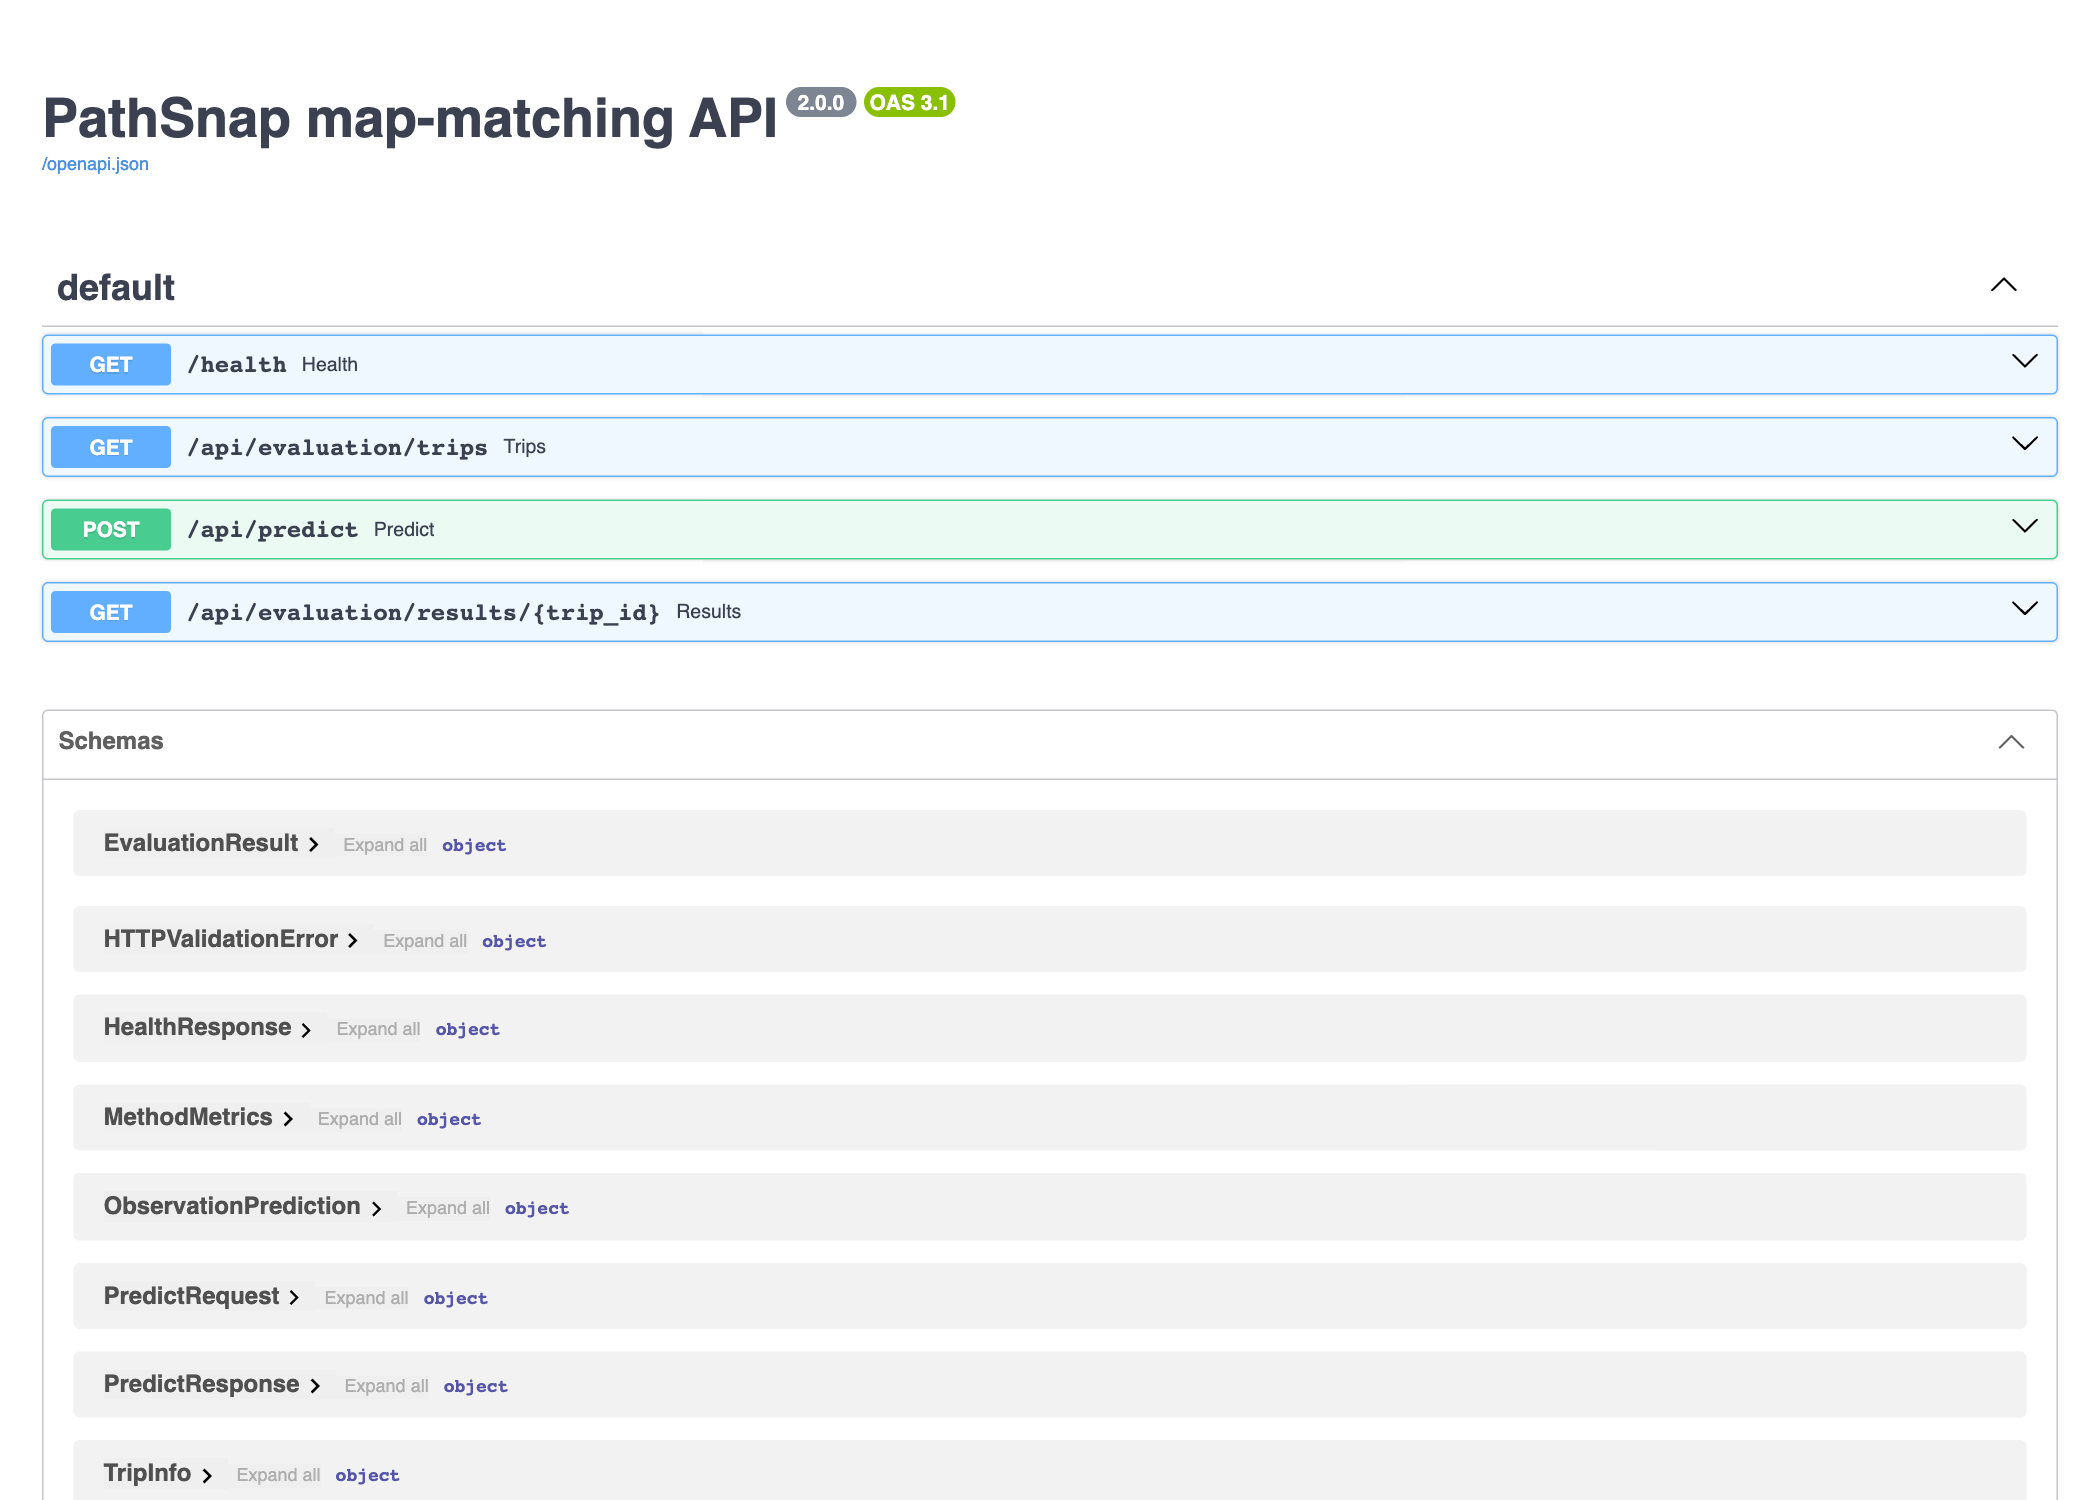 PathSnap map-matching API 2.0.0 OAS 3.1
/openapi.json
default
GET /health Health
GET /api/evaluation/trips Trips
POST /api/predict Predict
GET /api/evaluation/results/{trip_id} Results
Schemas
EvaluationResult Expand all object
HTTPValidationError Expand all object
HealthResponse Expand all object
MethodMetrics Expand all object
ObservationPrediction Expand all object
PredictRequest Expand all object
PredictResponse Expand all object
TripInfo Expand all object